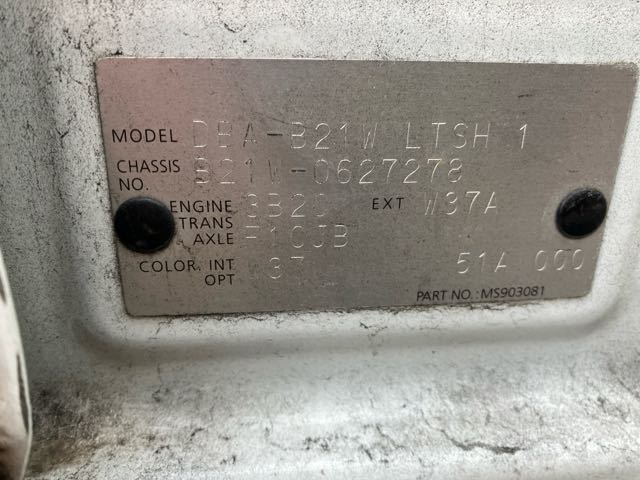 MODEL DBA-B21W LTSH 1
CHASSIS NO. B21W-0627278
ENGINE 3B20 EXT W37A
TRANS AXLE F1CJB
COLOR, INT 37 51A 000
OPT
PART NO.: MS903081